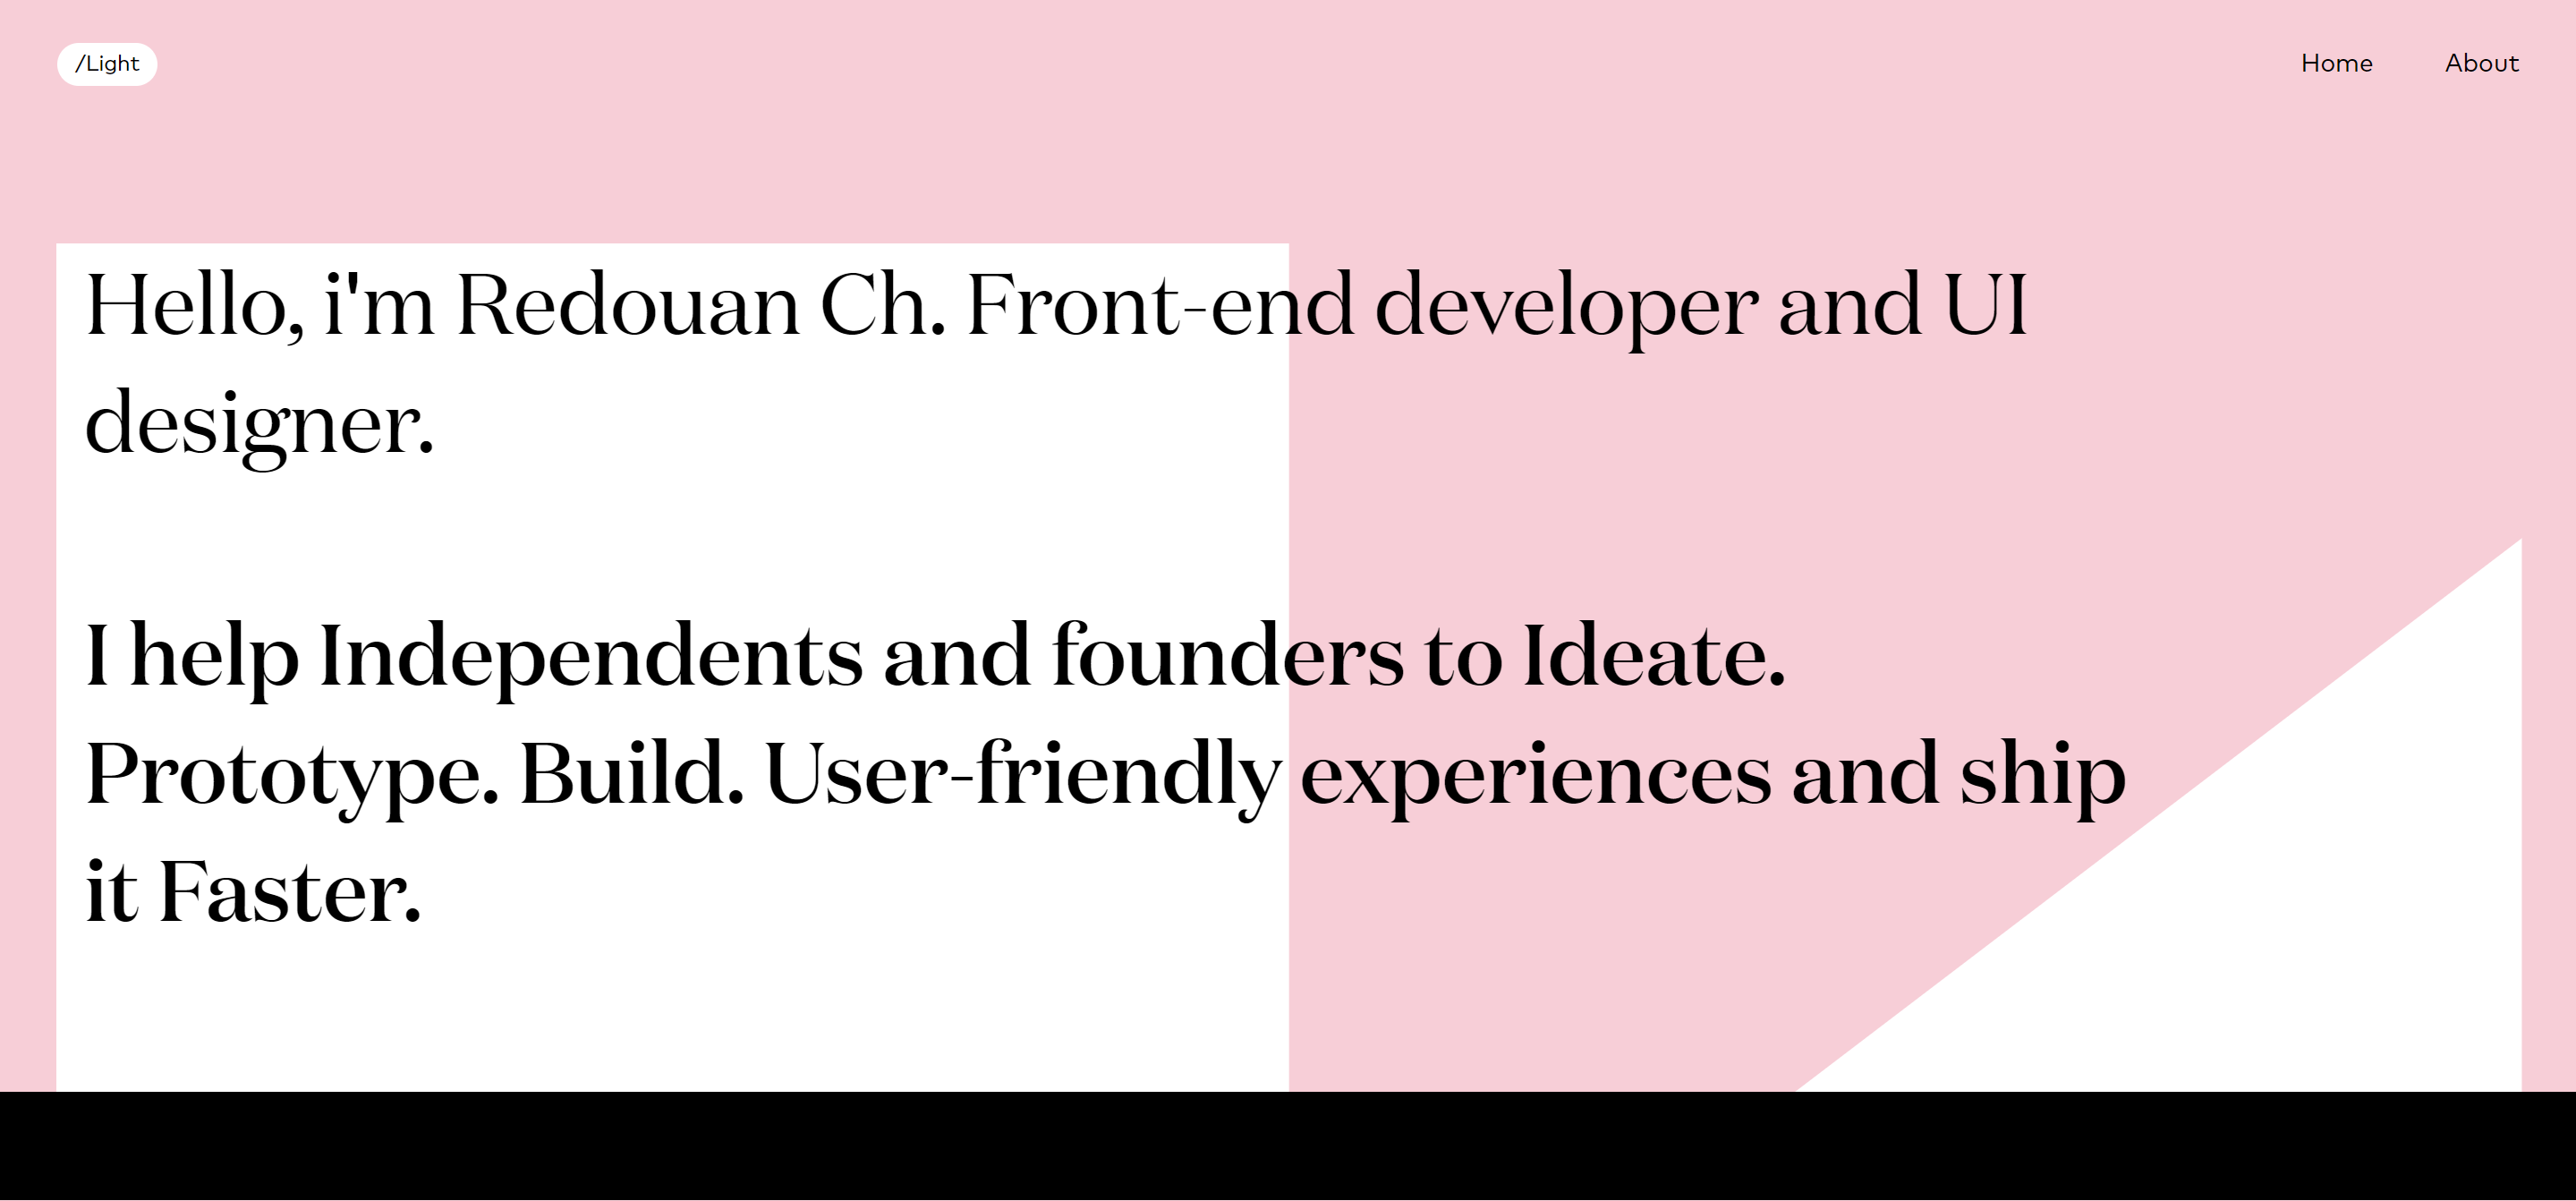 /Light
Home
About
Hello, i'm Redouan Ch. Front-end developer and UI
designer.
I help Independents and founders to Ideate.
Prototype. Build. User-friendly experiences and ship
it Faster.